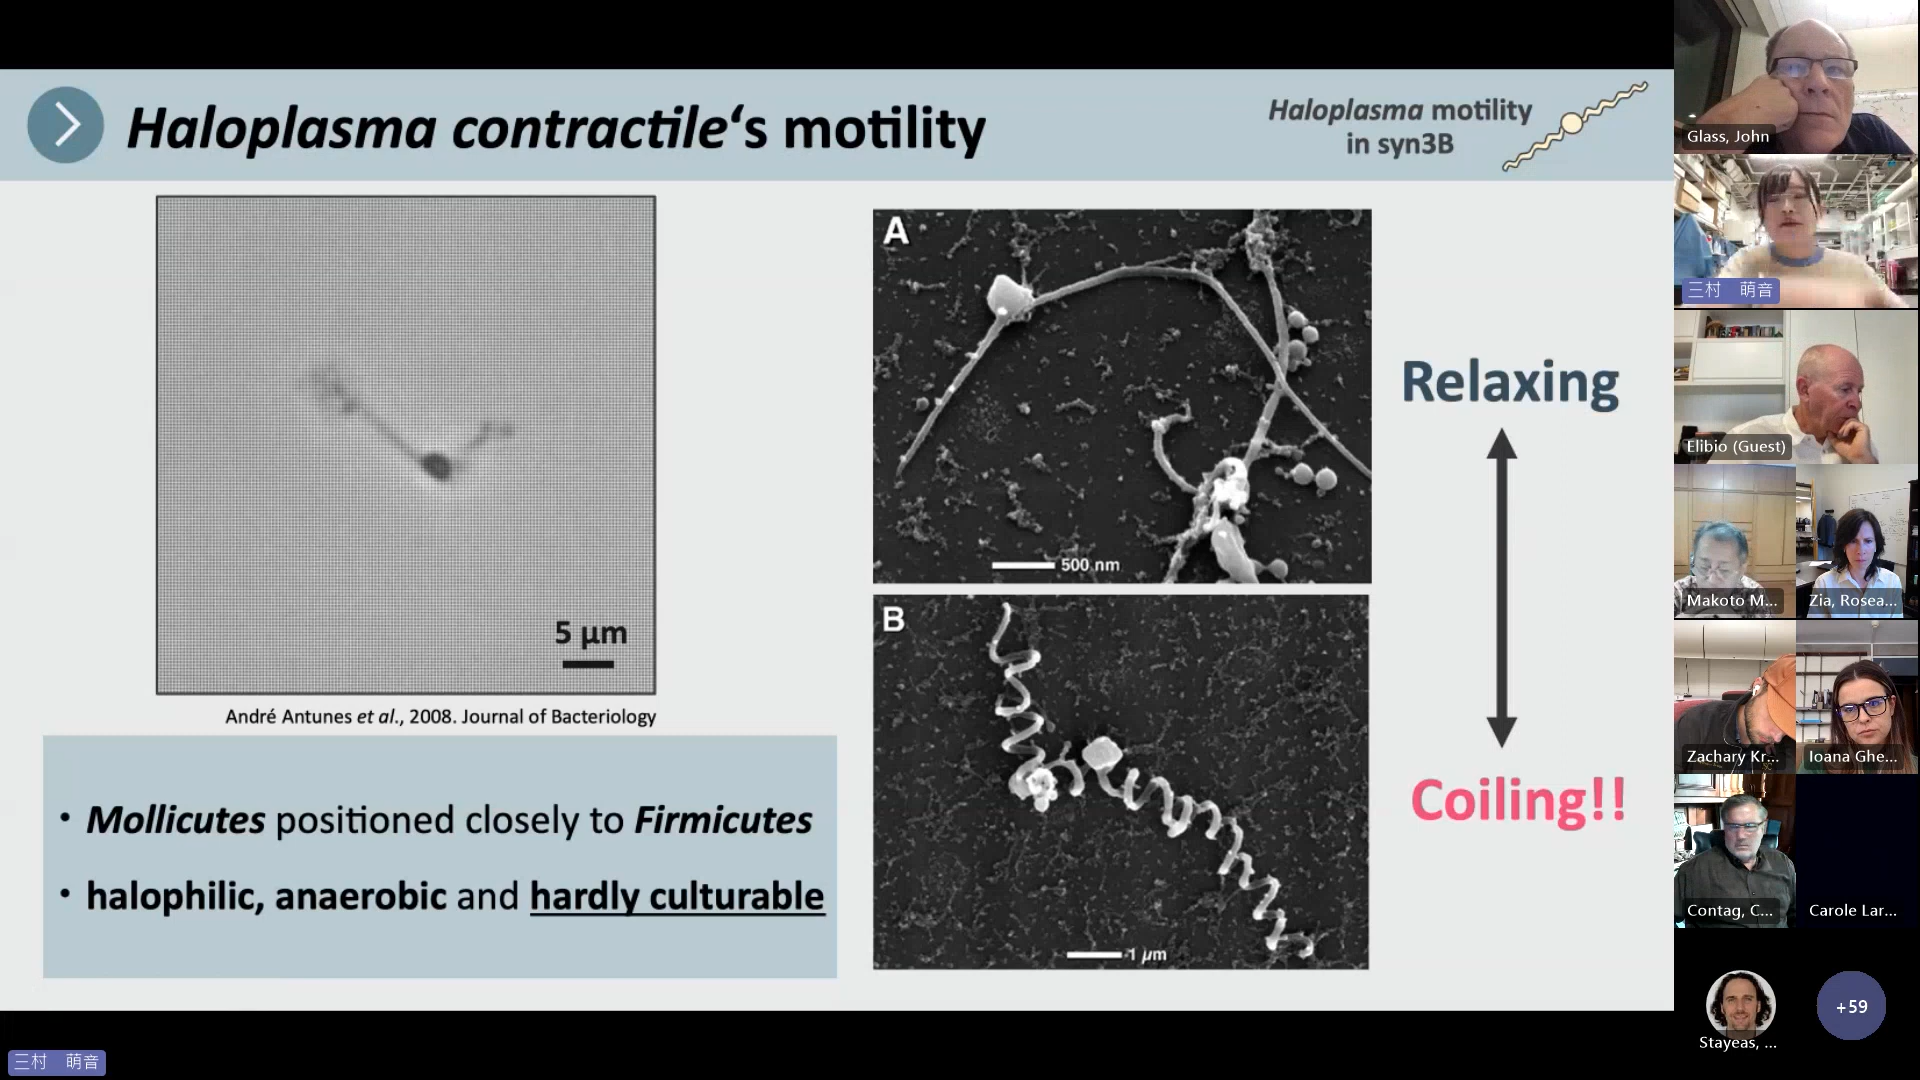 Haloplasma contractile‘s motility
Haloplasma motility
in syn3B
5 μm
André Antunes et al., 2008. Journal of Bacteriology
• Mollicutes positioned closely to Firmicutes
• halophilic, anaerobic and hardly culturable
A
500 nm
B
1 μm
Relaxing
Coiling!!
Glass, John
三村 萌音
Elibio (Guest)
Makoto M...
Zia, Rosea...
Zachary Kr...
Ioana Ghe...
Contag, C...
Carole Lar...
Stayeas, ...
+59
三村 萌音